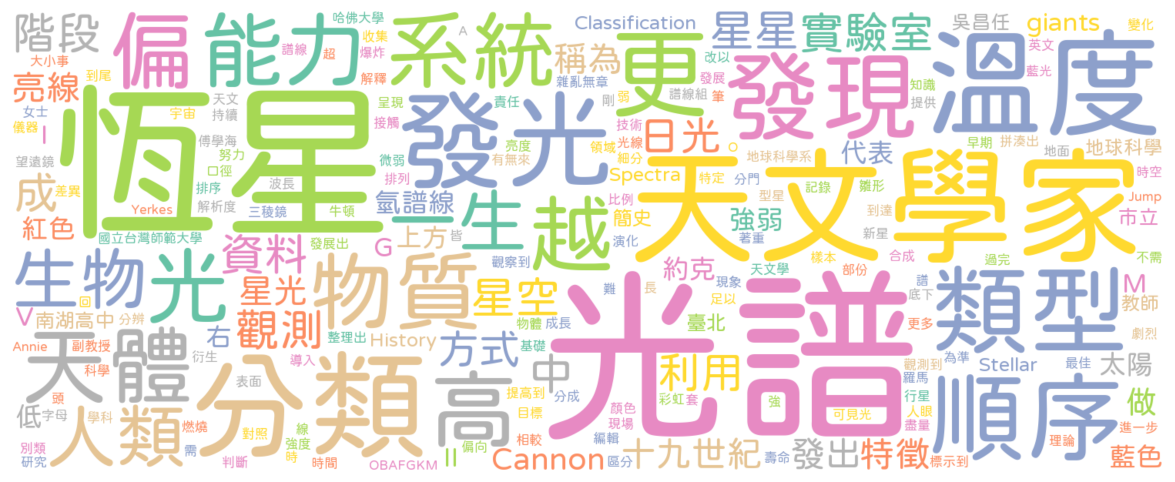 階段
偏
能力
系統
哈佛大學
收集
譜線
超
爆炸
解釋
A
Classification
稱為
雜亂無章
更
星星
實驗室
改以
發展
筆
譜線組
發現
吳昌任
giants
變化
英文
藍光
知識
提供
溫度
大小事
亮線
到尾
女士
儀器
I
宇宙
天文
持續
呈現
責任
接觸
傅學海
恆星
發光
剛
弱
技術
光線
日光
領域
細分
O
早期
拼湊出
代表
地面
地球科學
地球科學系
望遠鏡
努力
口徑
微弱
亮度
有無來
Spectra
特定
分門
記錄
雛形
時空
成
差異
Yerkes
排序
波長
解析度
三稜鏡
牛頓
排列
氫譜線
一生
越
比例
簡史
強弱
著重
型星
到達
新星
天文學家
Jump
市立
國立台灣師範大學
紅色
發展出
G
上方
皆
觀察到
演化
樣本
合成
過完
不需
生物
光
資料
物質
星空
約克
現象
天文學
部份
譜
底下
類型
M
教師
星光
回
V
南湖高中
分辨
右
觀測
物體
成長
難
長
足以
臺北
更多
劇烈
Annie
副教授
科學
衍生
導入
History
方式
整理出
基礎
光譜
觀測到
為準
Stellar
最佳
太陽
天體
分類
表面
高
中
提高到
分成
目標
利用
彩虹
套
強
羅馬
行星
人眼
盡量
順序
做
低
字母
頭
學科
人類
燃燒
對照
線
強度
時
顏色
現場
可見光
進一步
理論
別類
研究
需
判斷
時間
OBAFGKM
II
偏向
相較
Cannon
編輯
區分
十九世紀
壽命
發出
特徵
標示到
藍色